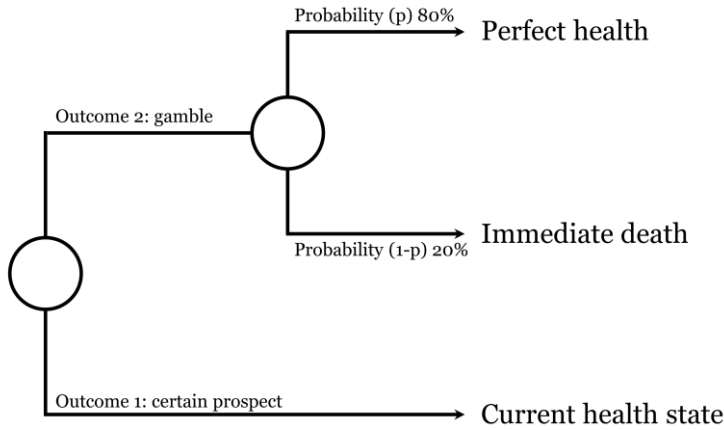 Probability (p) 80%
Perfect health
Outcome 2: gamble
Immediate death
Probability (1-p) 20%
Outcome 1: certain prospect
Current health state